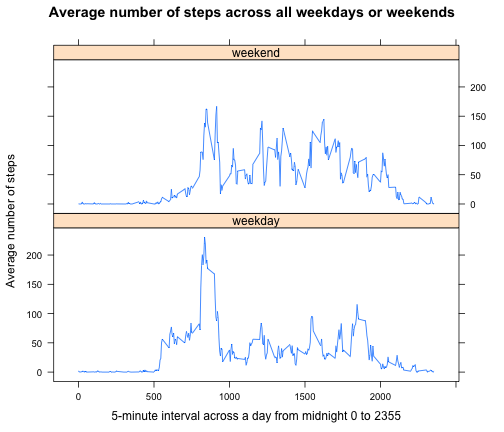 Average number of steps across all weekdays or weekends
weekend
200
150
100
50
0
weekday
200
150
100
50
0
Average number of steps
0 500 1000 1500 2000
5-minute interval across a day from midnight 0 to 2355